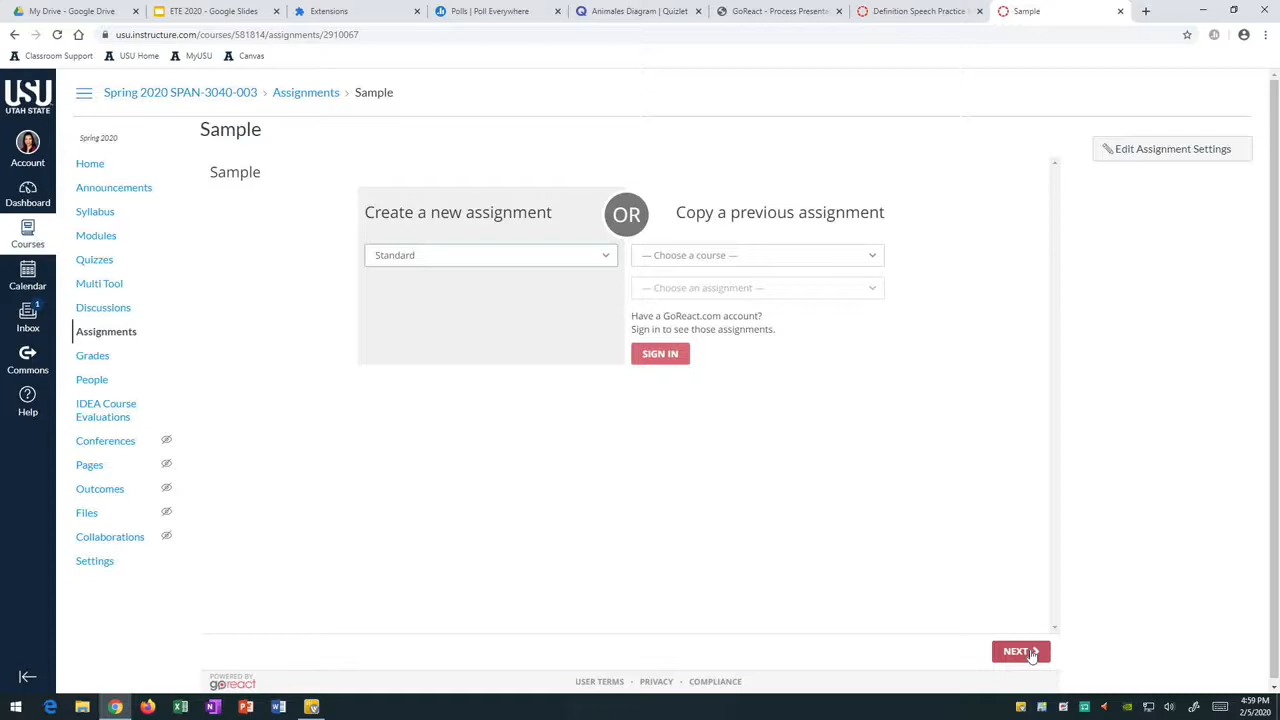 My Drive - Google Drive
ETE 2020 - Google Slides
Extensions
Polls | Poll Everywhere
Animales Diagram | Quizlet
GoReact - Process Present
Definition Speech Practice
Sample
usu.instructure.com/courses/581814/assignments/2910067
Classroom Support
USU Home
MyUSU
Canvas
USU
UTAH STATE
Account
Dashboard
Courses
Calendar
1
Inbox
Commons
Help
Spring 2020 SPAN-3040-003 › Assignments › Sample
Spring 2020
Home
Announcements
Syllabus
Modules
Quizzes
Multi Tool
Discussions
Assignments
Grades
People
IDEA Course
Evaluations
Conferences
Pages
Outcomes
Files
Collaborations
Settings
Sample
Edit Assignment Settings
Sample
Create a new assignment
OR
Copy a previous assignment
Standard
— Choose a course —
— Choose an assignment —
Have a GoReact.com account?
Sign in to see those assignments.
SIGN IN
NEXT
POWERED BY
goreact
USER TERMS • PRIVACY • COMPLIANCE
4:59 PM
2/5/2020